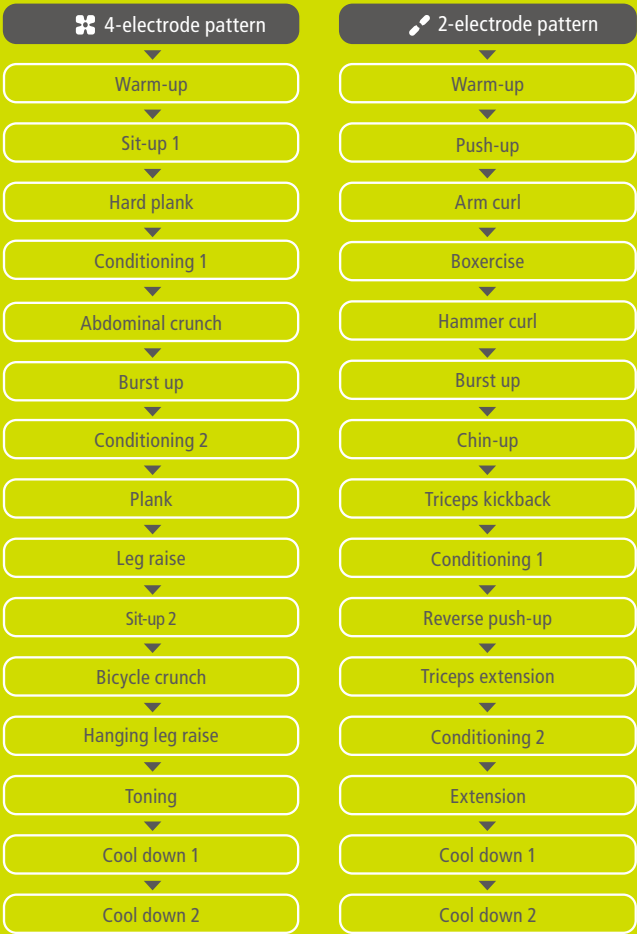 4-electrode pattern
Warm-up
Sit-up 1
Hard plank
Conditioning 1
Abdominal crunch
Burst up
Conditioning 2
Plank
Leg raise
Sit-up 2
Bicycle crunch
Hanging leg raise
Toning
Cool down 1
Cool down 2
2-electrode pattern
Warm-up
Push-up
Arm curl
Boxercise
Hammer curl
Burst up
Chin-up
Triceps kickback
Conditioning 1
Reverse push-up
Triceps extension
Conditioning 2
Extension
Cool down 1
Cool down 2